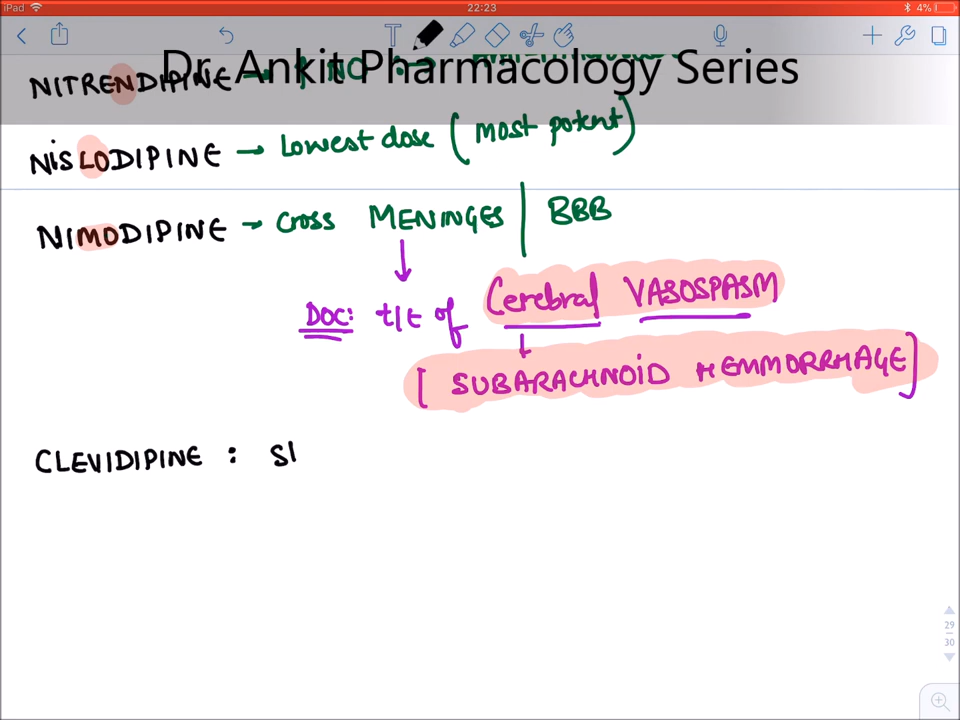 iPad
22:23
4%
Dr. Ankit Pharmacology Series
NITRENDIPINE → NO
NiSLODIPINE → Lowest dose (most potent)
NIMODIPINE → Cross MENINGES | BBB
DOC: t/t of Cerebral VASOSPASM
[SUBARACHNOID HEMMORRHAGE]
CLEVIDIPINE : SI
29
30